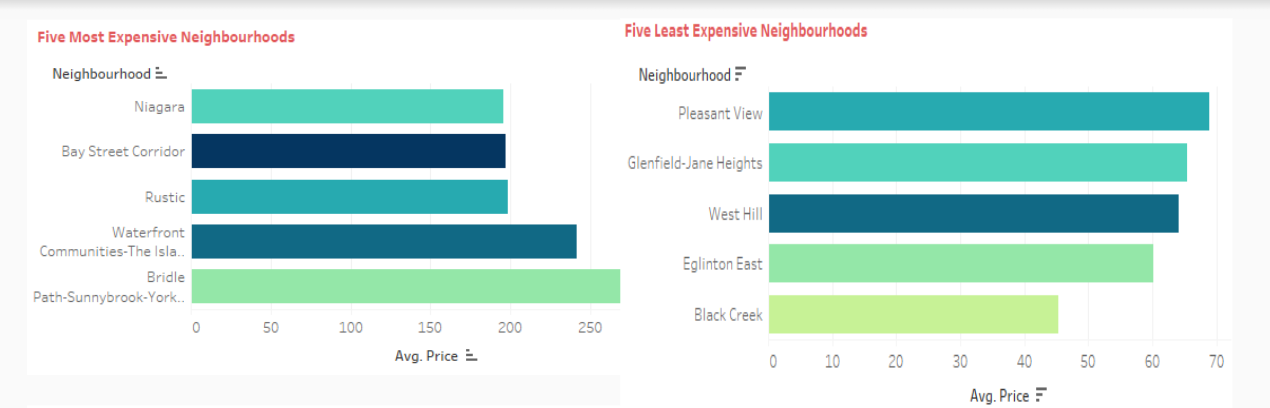 Five Most Expensive Neighbourhoods
Neighbourhood
Niagara
Bay Street Corridor
Rustic
Waterfront
Communities-The Isla..
Bridle
Path-Sunnybrook-York..
0 50 100 150 200 250
Avg. Price
Five Least Expensive Neighbourhoods
Neighbourhood
Pleasant View
Glenfield-Jane Heights
West Hill
Eglinton East
Black Creek
0 10 20 30 40 50 60 70
Avg. Price